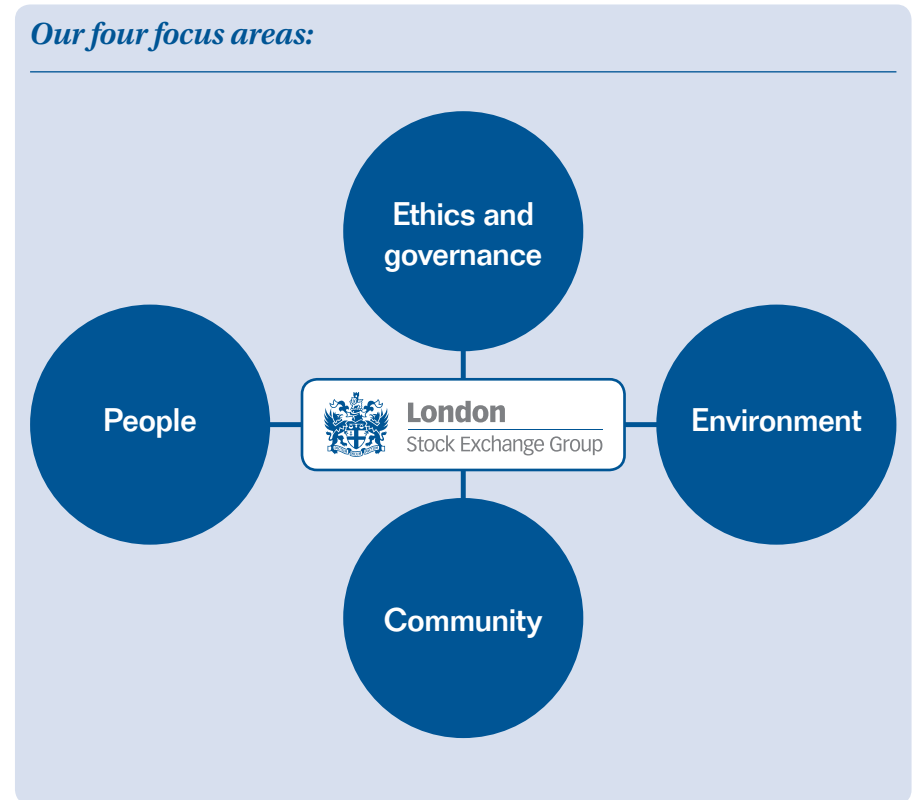 Our four focus areas:
Ethics and
governance
People
London
Stock Exchange Group
Environment
Community